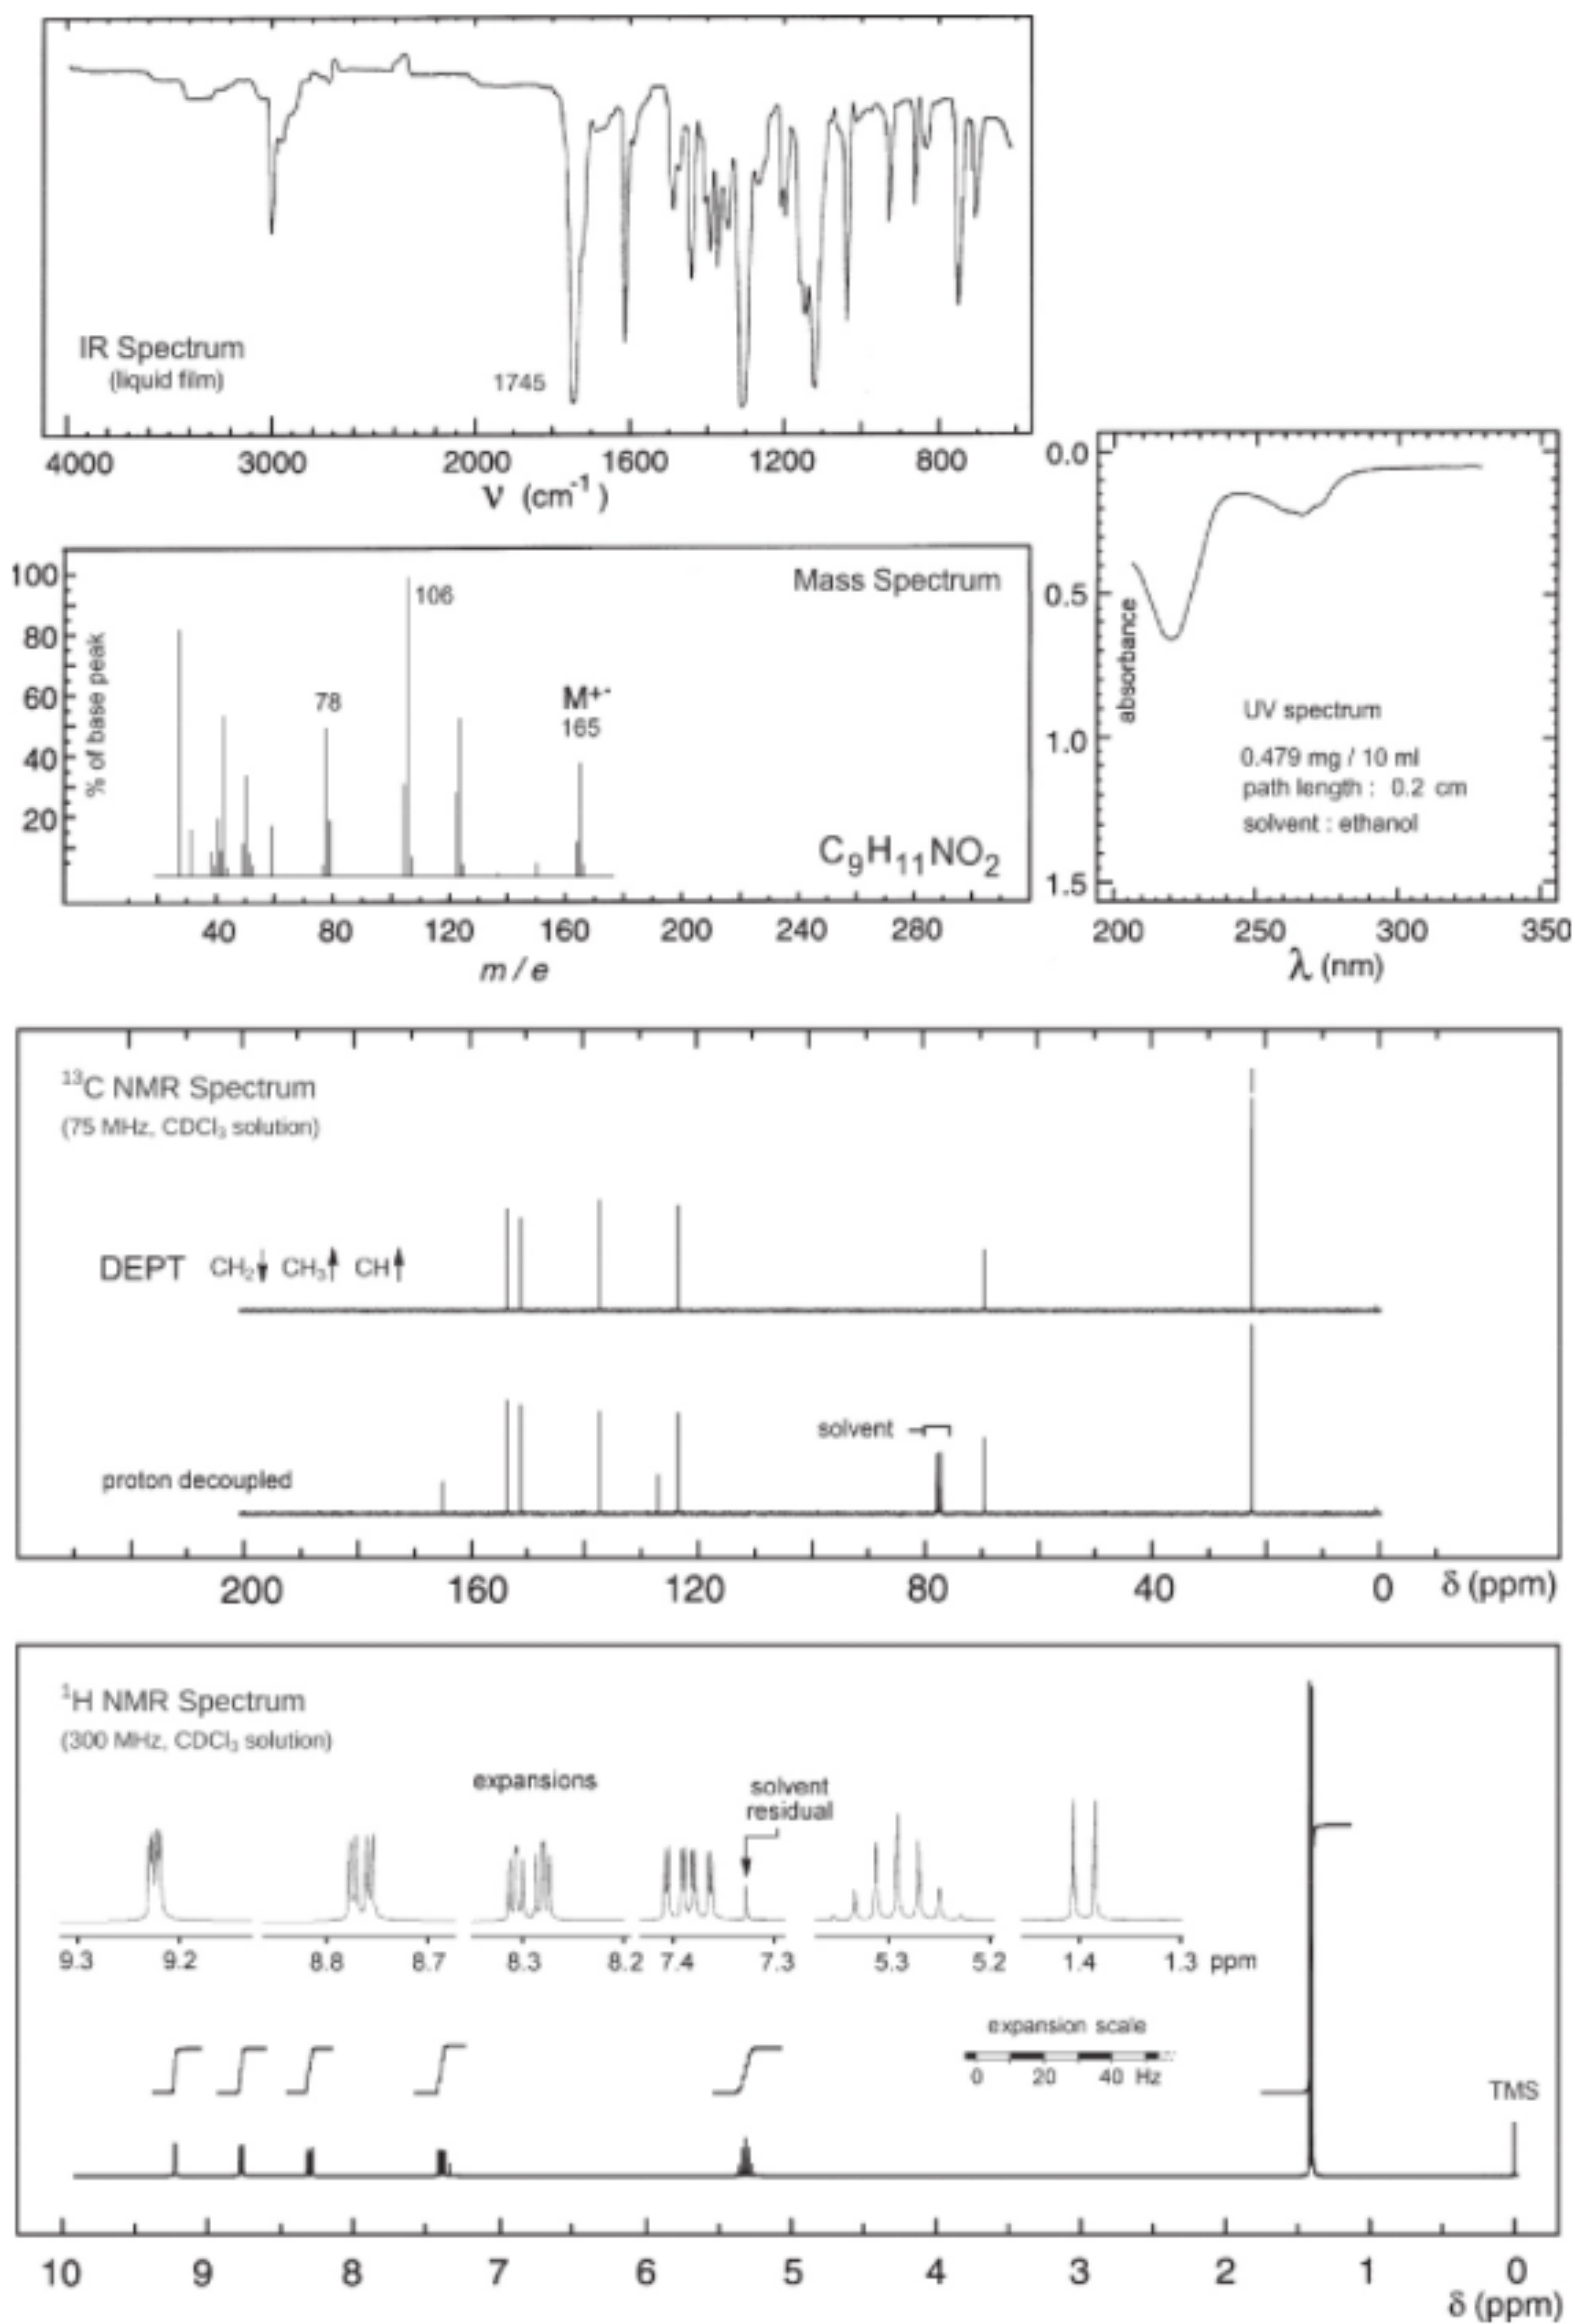 IR Spectrum
(liquid film)
1745
4000 3000 2000 1600 1200 800
ν (cm-1)
Mass Spectrum
100
80
60
40
20
% of base peak
106
78
M+·
165
C9H11NO2
40 80 120 160 200 240 280
m / e
0.0
0.5
1.0
1.5
absorbance
UV spectrum
0.479 mg / 10 ml
path length : 0.2 cm
solvent : ethanol
200 250 300 350
λ (nm)
13C NMR Spectrum
(75 MHz, CDCl3 solution)
DEPT CH2 CH3 CH
solvent
proton decoupled
200 160 120 80 40 0 δ (ppm)
1H NMR Spectrum
(300 MHz, CDCl3 solution)
expansions
solvent
residual
9.3 9.2 8.8 8.7 8.3 8.2 7.4 7.3 5.3 5.2 1.4 1.3 ppm
expansion scale
0 20 40 Hz
TMS
10 9 8 7 6 5 4 3 2 1 0
δ (ppm)